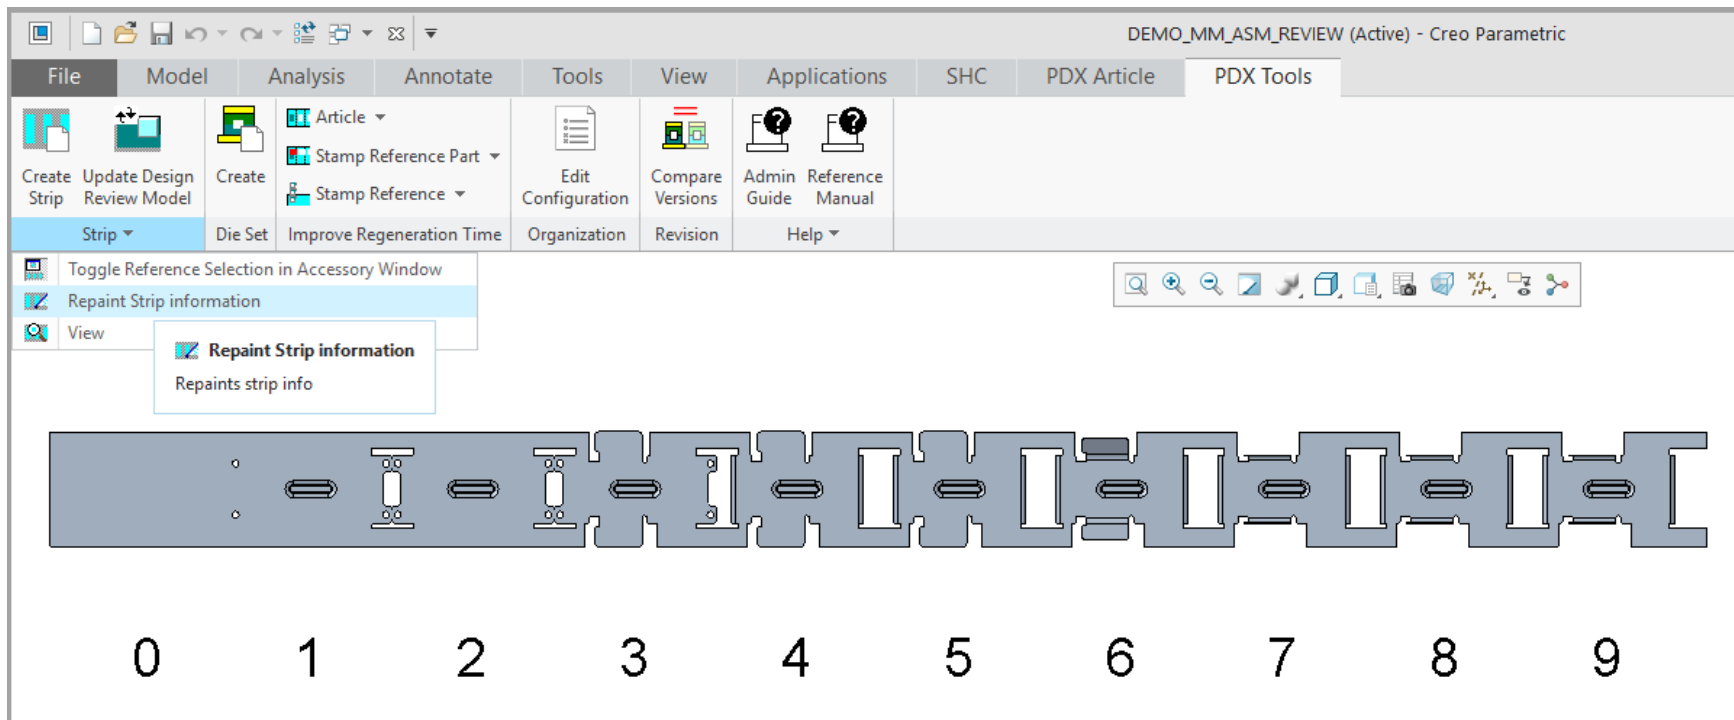 DEMO_MM_ASM_REVIEW (Active) - Creo Parametric
File Model Analysis Annotate Tools View Applications SHC PDX Article PDX Tools
Create Strip
Update Design Review Model
Strip
Create
Die Set
Article
Stamp Reference Part
Stamp Reference
Improve Regeneration Time
Edit Configuration
Organization
Compare Versions
Revision
Admin Guide
Reference Manual
Help
Toggle Reference Selection in Accessory Window
Repaint Strip information
View
Repaint Strip information
Repaints strip info
0 1 2 3 4 5 6 7 8 9